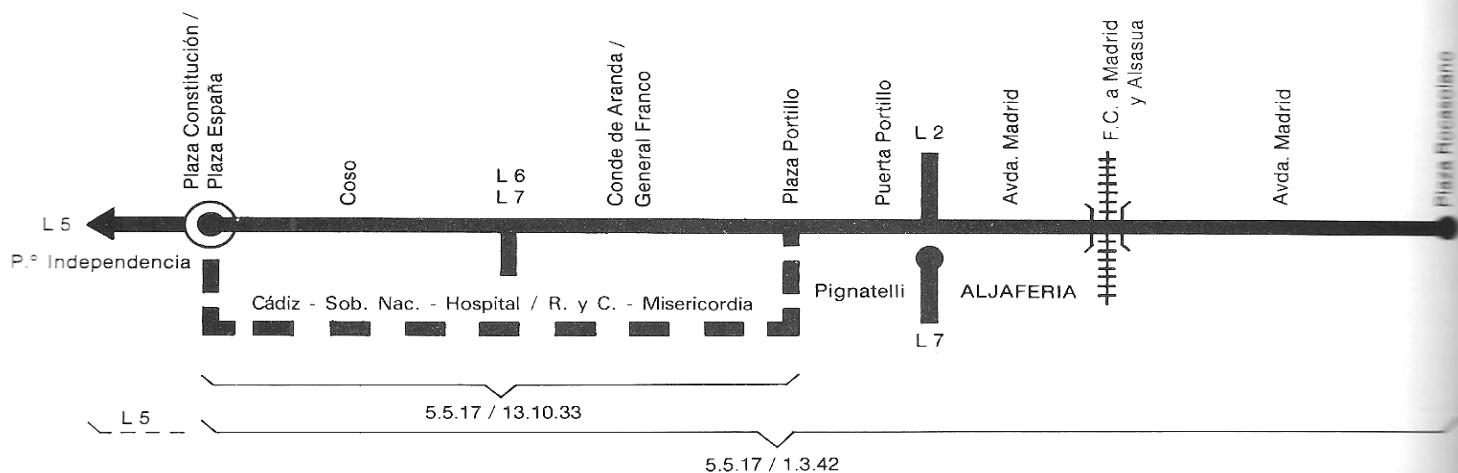 Plaza Constitución /
Plaza España
Coso
L 6
L 7
Conde de Aranda /
General Franco
Plaza Portillo
Puerta Portillo
L 2
Avda. Madrid
F.C. a Madrid
y Alsasua
Avda. Madrid
Plaza Rocasolano
L 5
P.º Independencia
Cádiz - Sob. Nac. - Hospital / R. y C. - Misericordia
Pignatelli
ALJAFERIA
L 7
5.5.17 / 13.10.33
L 5
5.5.17 / 1.3.42